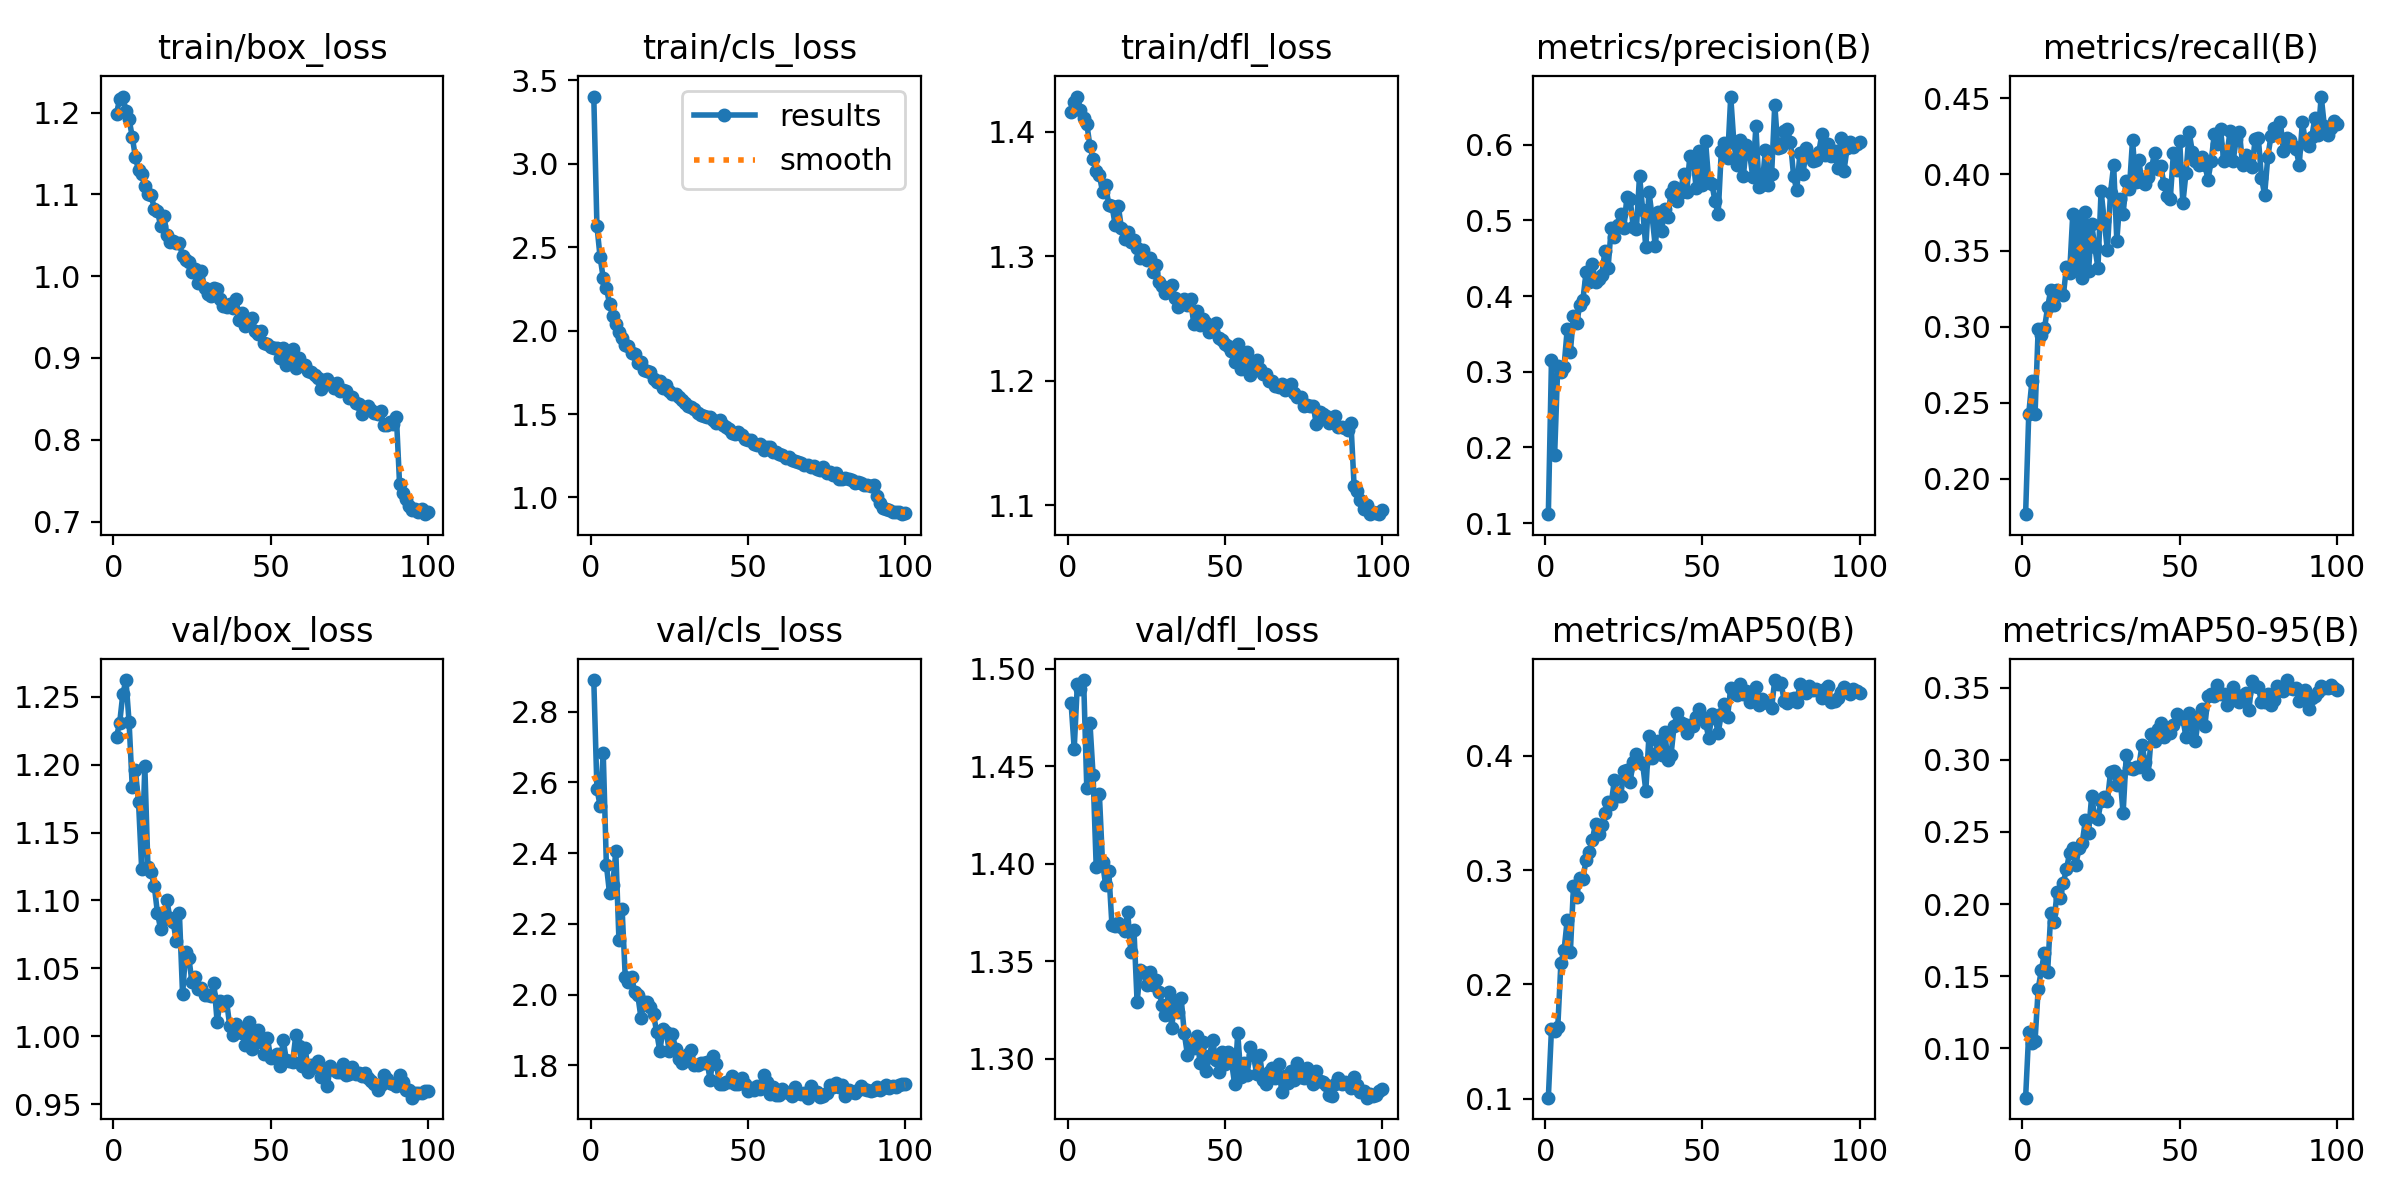 train/box_loss
1.2
1.1
1.0
0.9
0.8
0.7
0 50 100
train/cls_loss
results
smooth
3.5
3.0
2.5
2.0
1.5
1.0
0 50 100
train/dfl_loss
1.4
1.3
1.2
1.1
0 50 100
metrics/precision(B)
0.6
0.5
0.4
0.3
0.2
0.1
0 50 100
metrics/recall(B)
0.45
0.40
0.35
0.30
0.25
0.20
0 50 100
val/box_loss
1.25
1.20
1.15
1.10
1.05
1.00
0.95
0 50 100
val/cls_loss
2.8
2.6
2.4
2.2
2.0
1.8
0 50 100
val/dfl_loss
1.50
1.45
1.40
1.35
1.30
0 50 100
metrics/mAP50(B)
0.4
0.3
0.2
0.1
0 50 100
metrics/mAP50-95(B)
0.35
0.30
0.25
0.20
0.15
0.10
0 50 100